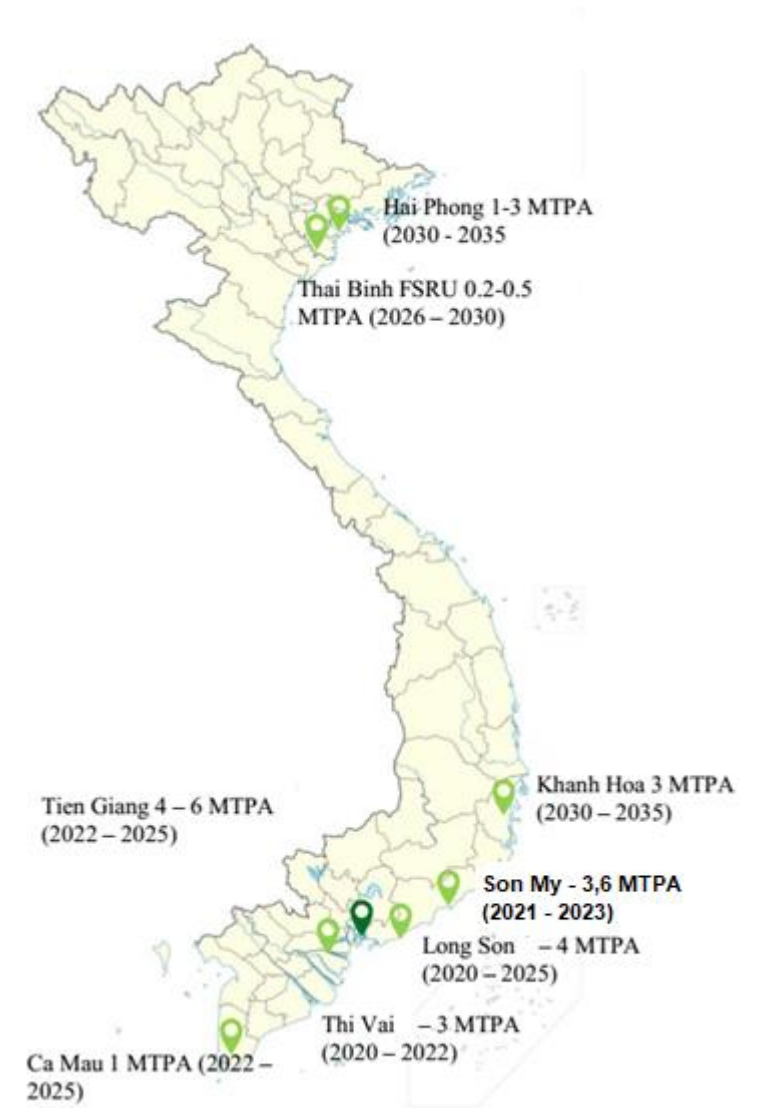 Hai Phong 1-3 MTPA
(2030 - 2035
Thai Binh FSRU 0.2-0.5
MTPA (2026 – 2030)
Khanh Hoa 3 MTPA
(2030 – 2035)
Tien Giang 4 – 6 MTPA
(2022 – 2025)
Son My - 3,6 MTPA
(2021 - 2023)
Long Son – 4 MTPA
(2020 – 2025)
Thi Vai – 3 MTPA
(2020 – 2022)
Ca Mau 1 MTPA (2022 –
2025)